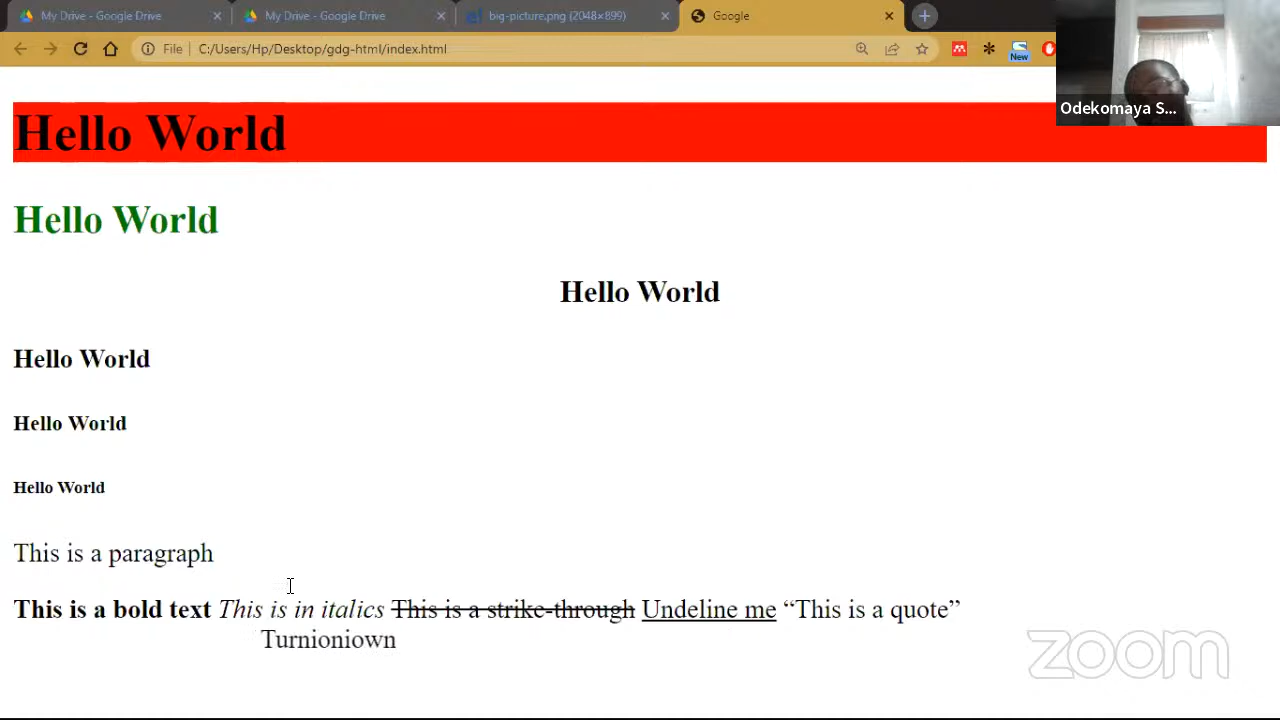 My Drive - Google Drive
My Drive - Google Drive
big-picture.png (2048×899)
Google
File
C:/Users/Hp/Desktop/gdg-html/index.html
New
Odekomaya S...
Hello World
Hello World
Hello World
Hello World
Hello World
Hello World
This is a paragraph
This is a bold text This is in italics This is a strike-through Undeline me “This is a quote”
Turnioniown
zoom